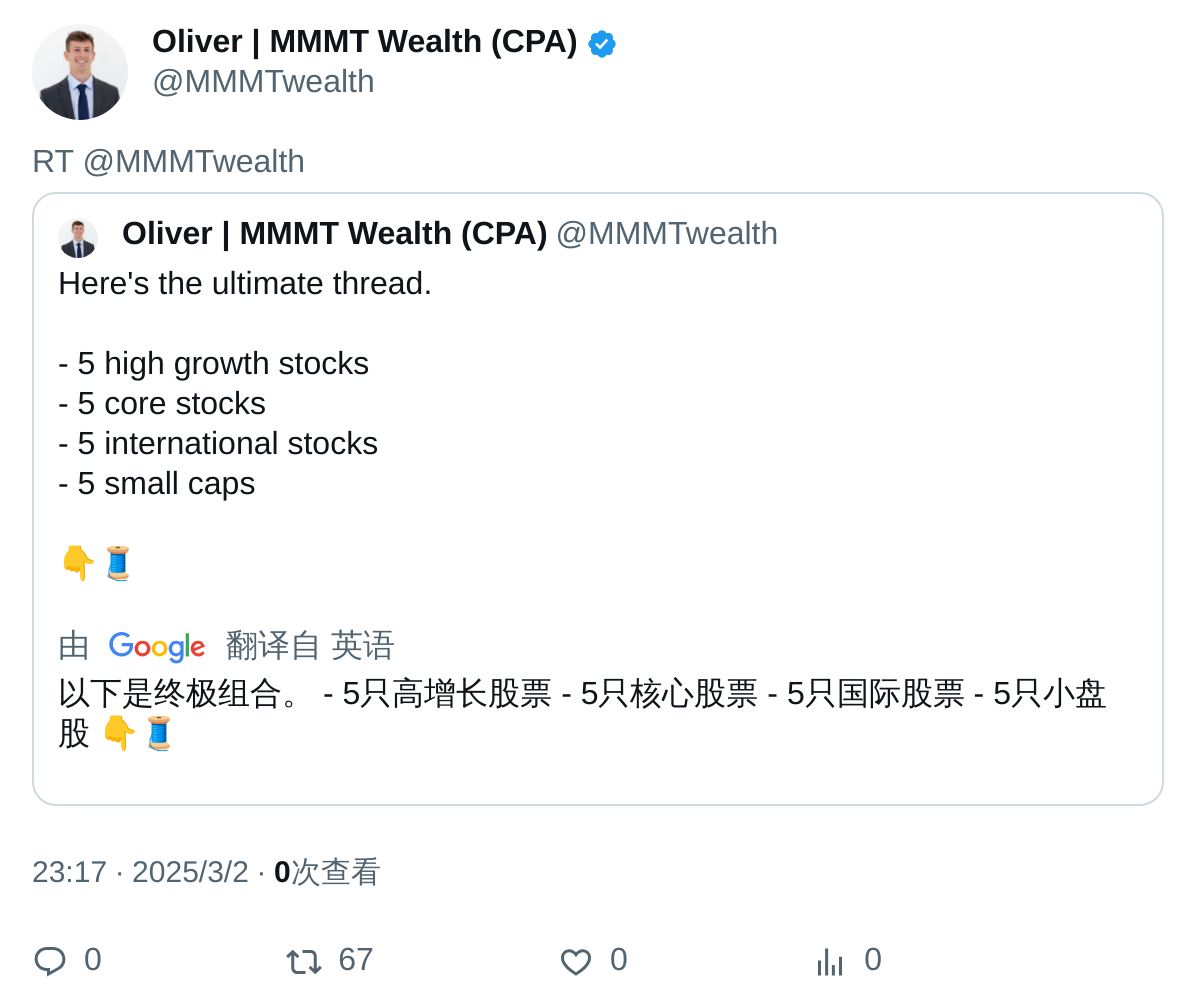 Oliver | MMMT Wealth (CPA)
@MMMTwealth
RT @MMMTwealth
Oliver | MMMT Wealth (CPA) @MMMTwealth
Here's the ultimate thread.
- 5 high growth stocks
- 5 core stocks
- 5 international stocks
- 5 small caps
👇🧵
由 Google 翻译自 英语
以下是终极组合。 - 5只高增长股票 - 5只核心股票 - 5只国际股票 - 5只小盘
股 👇🧵
23:17 · 2025/3/2 · 0次查看
0 67 0 0